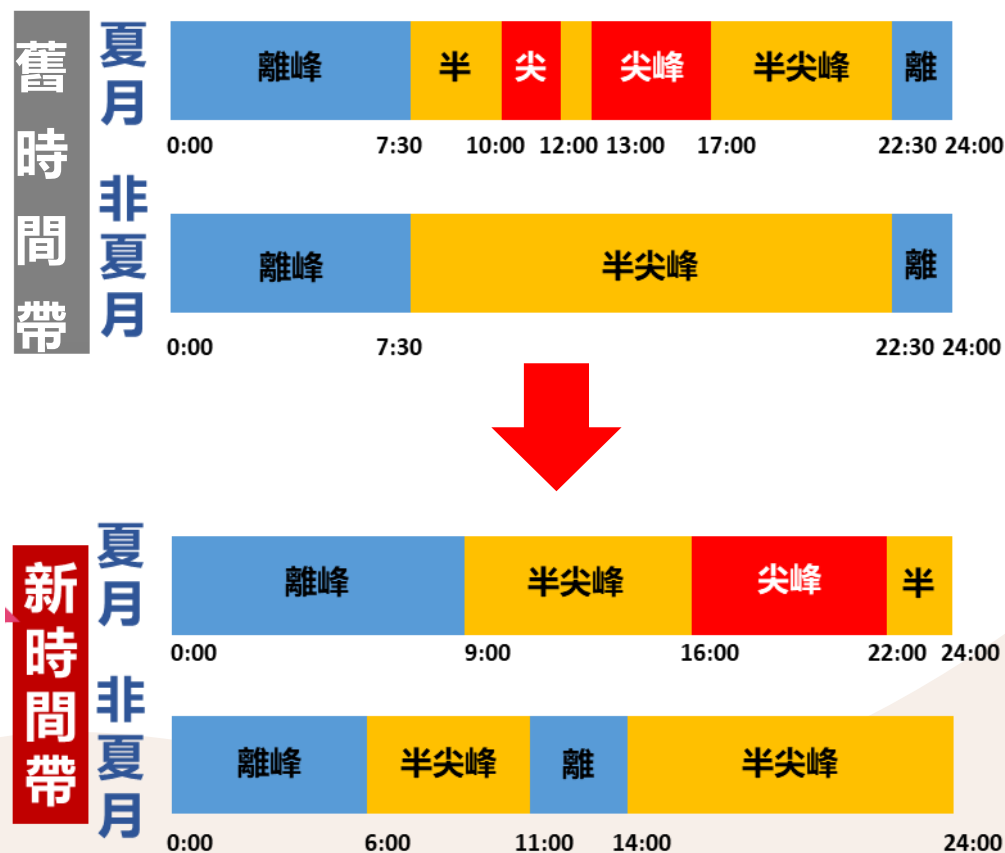 舊時間帶
夏月
離峰 半 尖 尖峰 半尖峰 離
0:00 7:30 10:00 12:00 13:00 17:00 22:30 24:00
非夏月
離峰 半尖峰 離
0:00 7:30 22:30 24:00
新時間帶
夏月
離峰 半尖峰 尖峰 半
0:00 9:00 16:00 22:00 24:00
非夏月
離峰 半尖峰 離 半尖峰
0:00 6:00 11:00 14:00 24:00